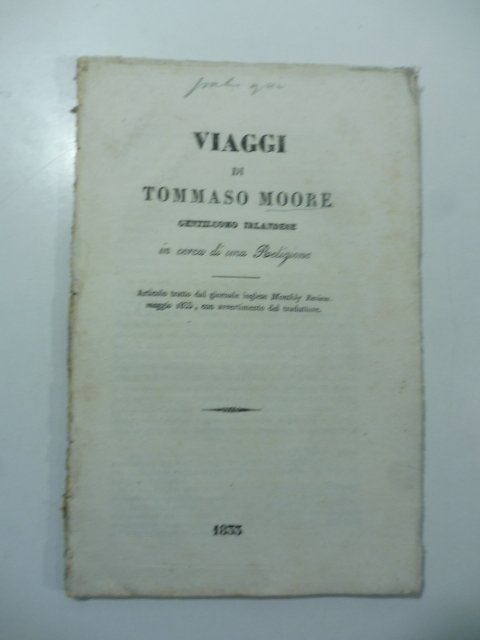 VIAGGI
DI
TOMMASO MOORE
GENTILUOMO IRLANDESE
in cerca di una Religione
Articolo tratto dal giornale inglese Monthly Review.
maggio 1833, con avvertimento del traduttore.
1833